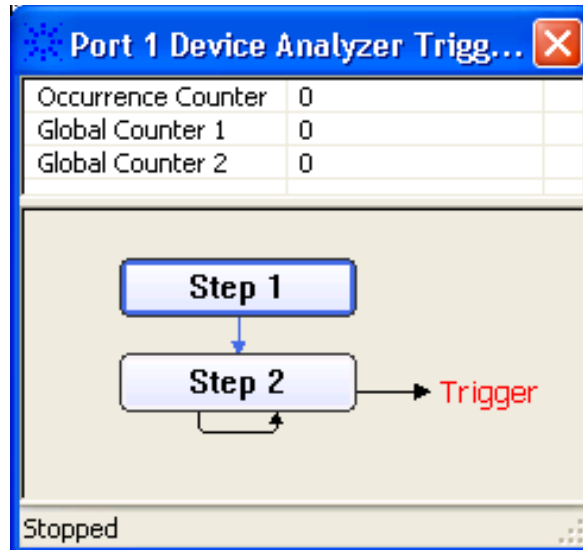 Port 1 Device Analyzer Trigg...
Occurrence Counter 0
Global Counter 1 0
Global Counter 2 0
Step 1
Step 2
Trigger
Stopped